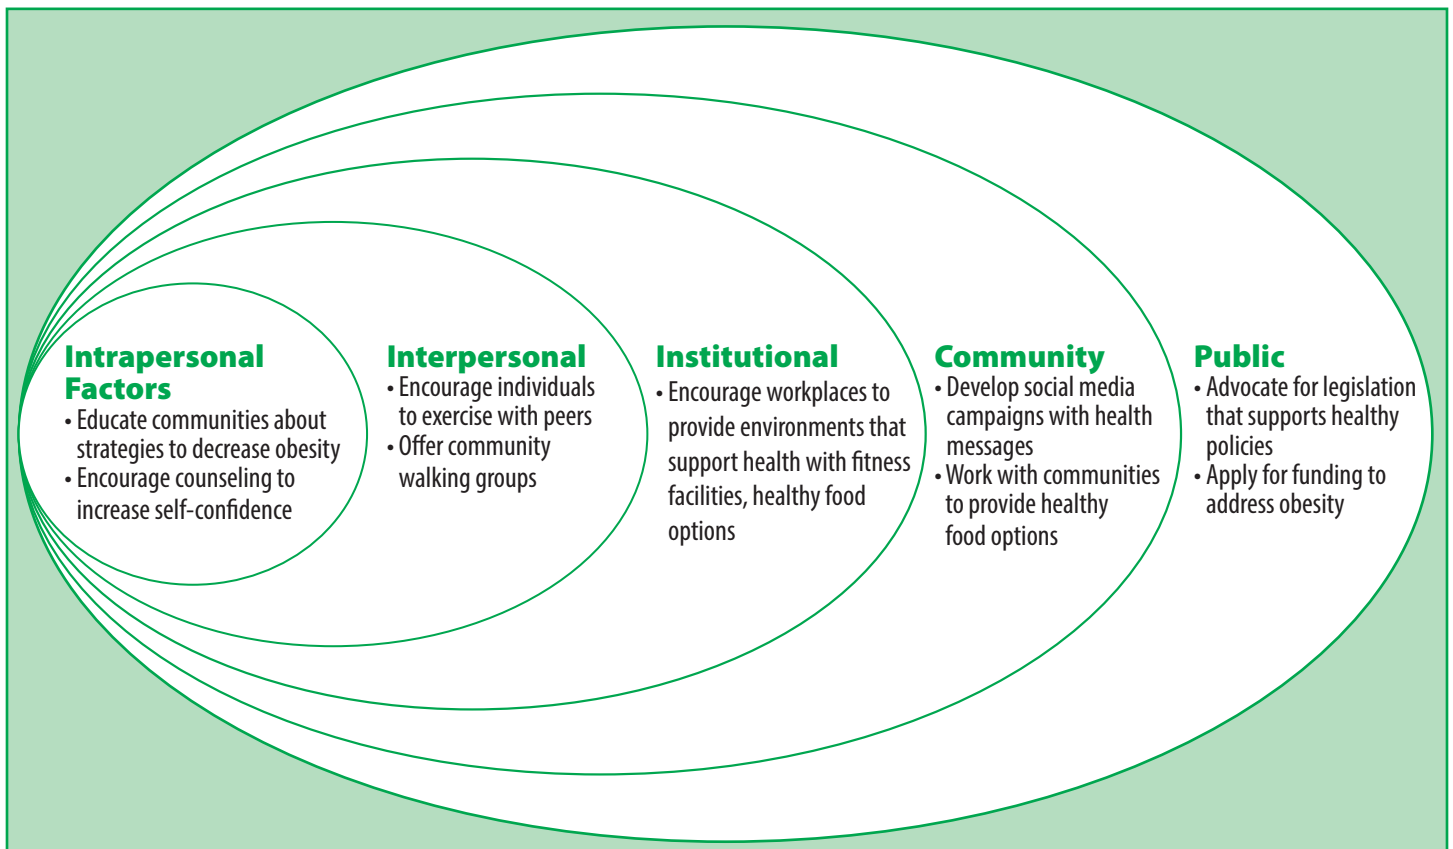 Intrapersonal
Factors
• Educate communities about
strategies to decrease obesity
• Encourage counseling to
increase self-confidence
Interpersonal
• Encourage individuals
to exercise with peers
• Offer community
walking groups
Institutional
• Encourage workplaces to
provide environments that
support health with fitness
facilities, healthy food
options
Community
• Develop social media
campaigns with health
messages
• Work with communities
to provide healthy
food options
Public
• Advocate for legislation
that supports healthy
policies
• Apply for funding to
address obesity